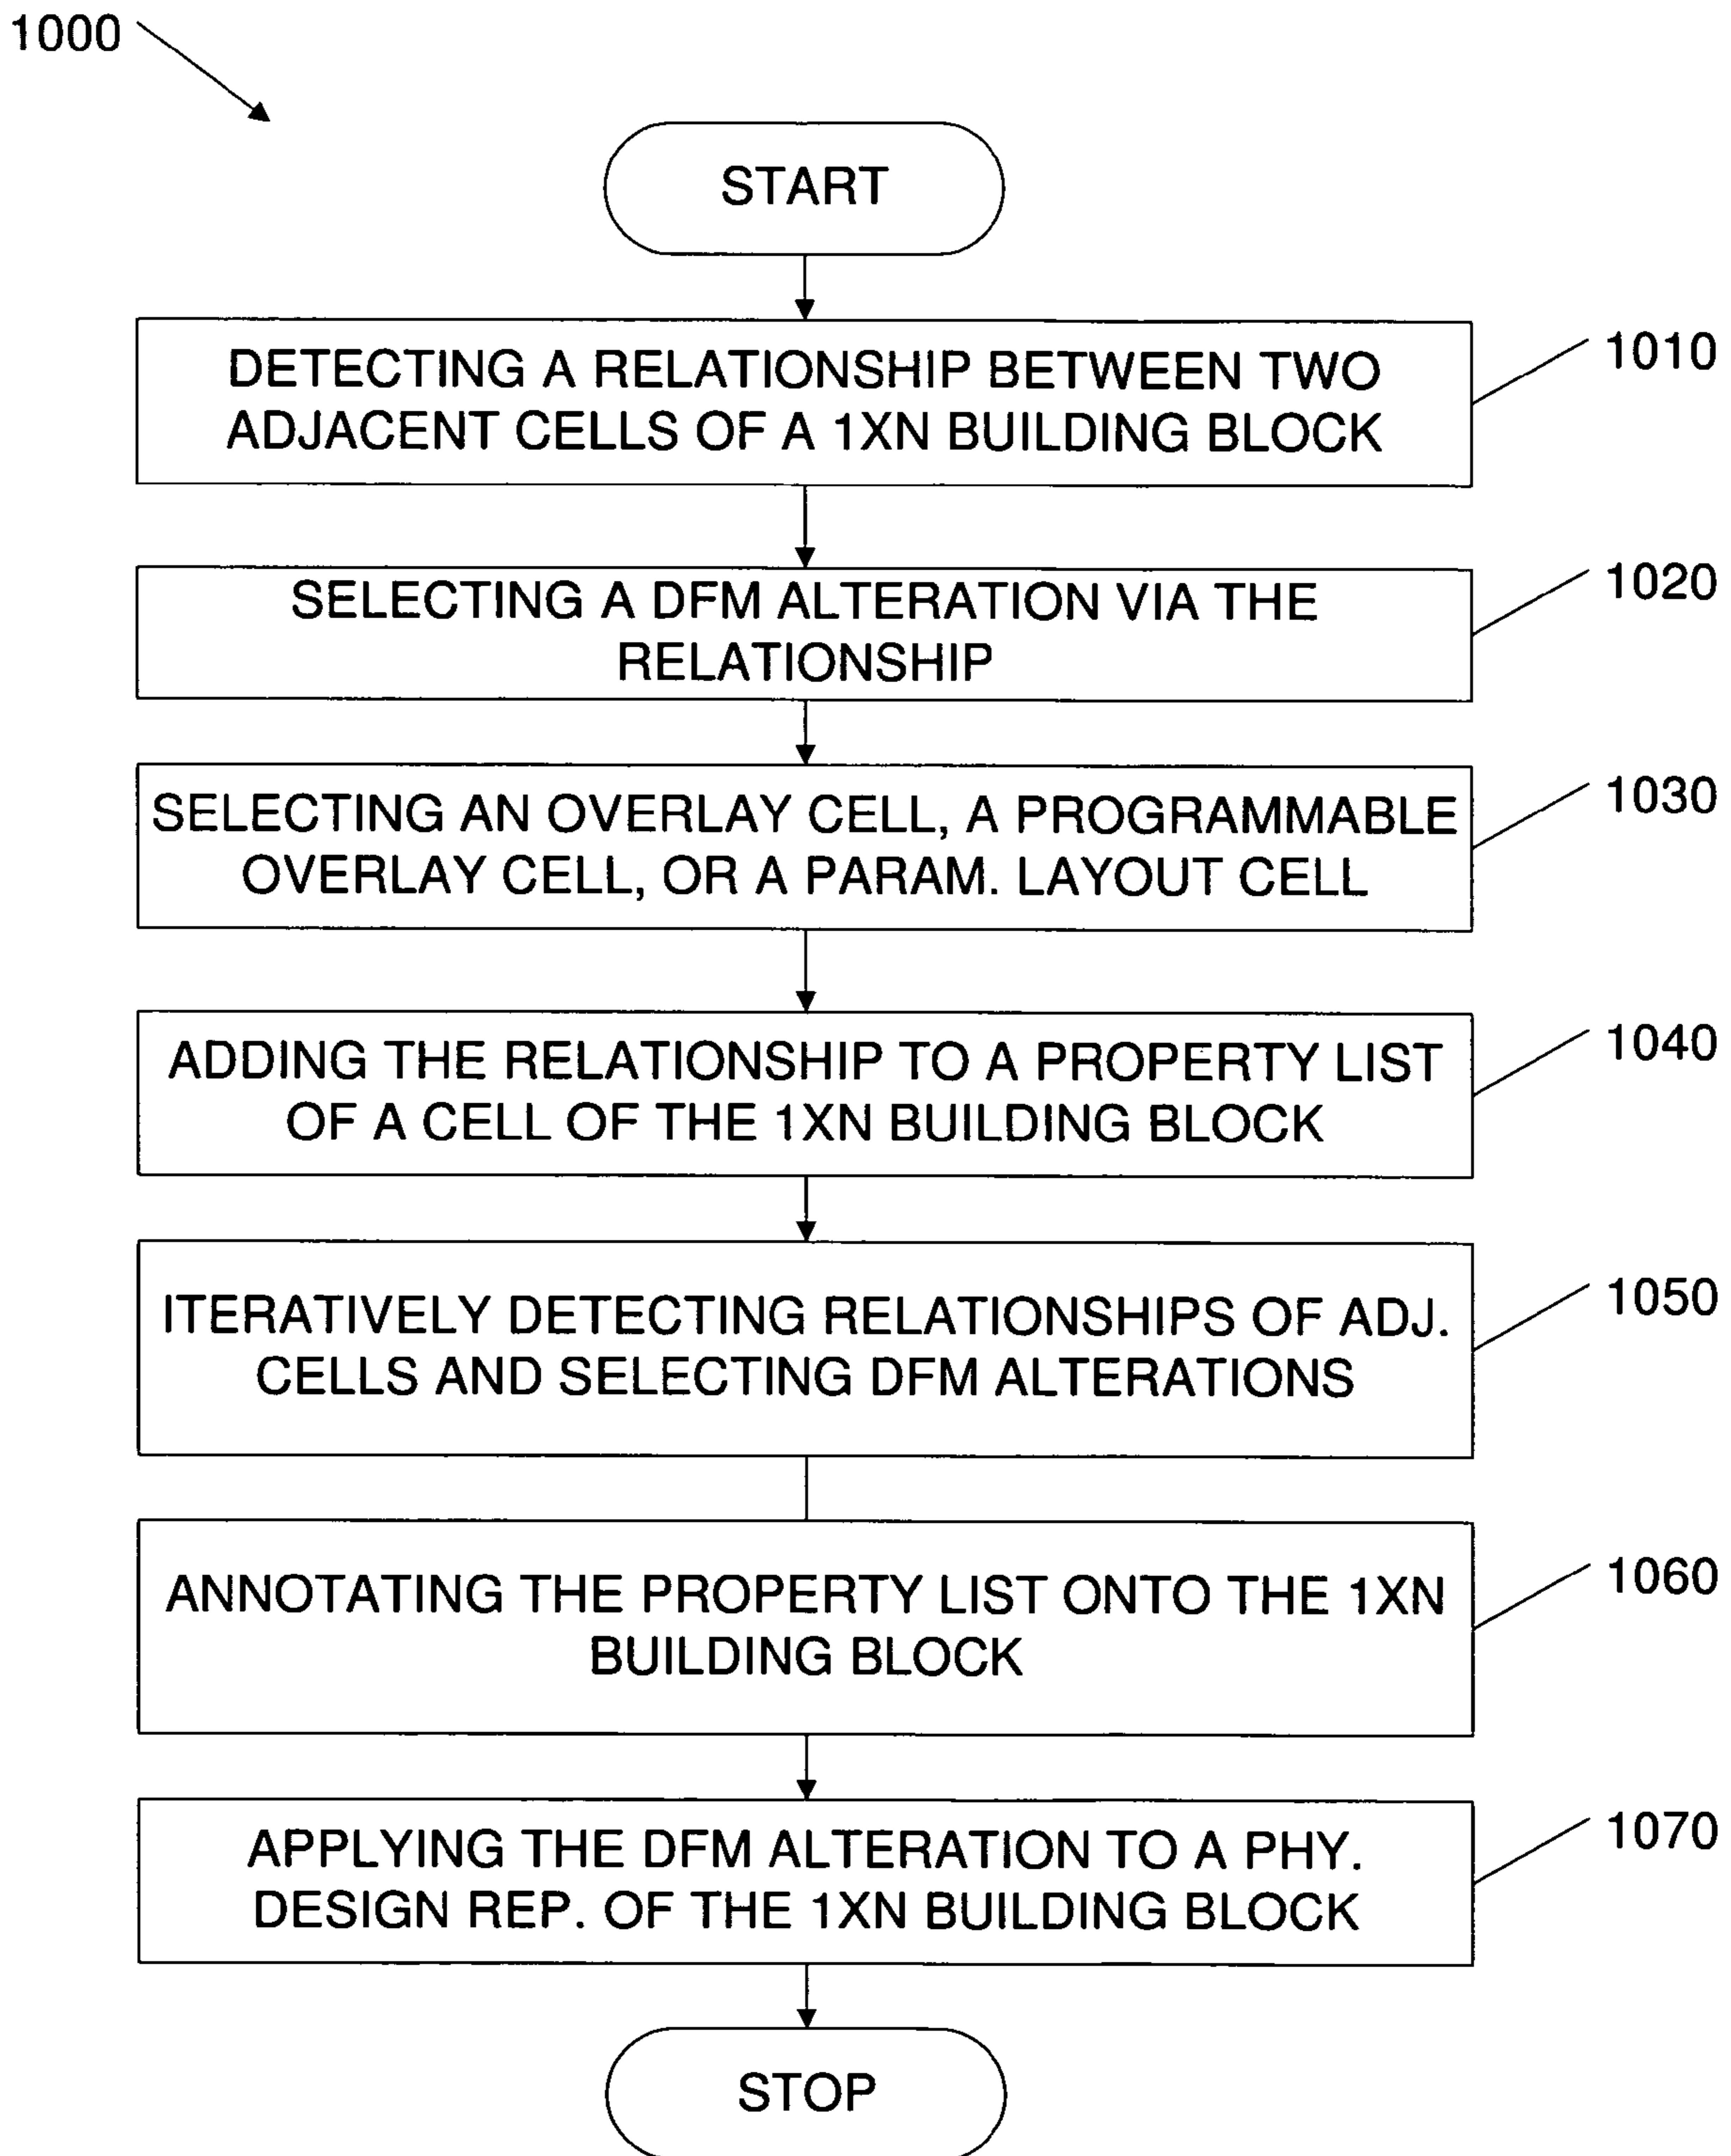 1000
START
DETECTING A RELATIONSHIP BETWEEN TWO
ADJACENT CELLS OF A 1XN BUILDING BLOCK
1010
SELECTING A DFM ALTERATION VIA THE
RELATIONSHIP
1020
SELECTING AN OVERLAY CELL, A PROGRAMMABLE
OVERLAY CELL, OR A PARAM. LAYOUT CELL
1030
ADDING THE RELATIONSHIP TO A PROPERTY LIST
OF A CELL OF THE 1XN BUILDING BLOCK
1040
ITERATIVELY DETECTING RELATIONSHIPS OF ADJ.
CELLS AND SELECTING DFM ALTERATIONS
1050
ANNOTATING THE PROPERTY LIST ONTO THE 1XN
BUILDING BLOCK
1060
APPLYING THE DFM ALTERATION TO A PHY.
DESIGN REP. OF THE 1XN BUILDING BLOCK
1070
STOP